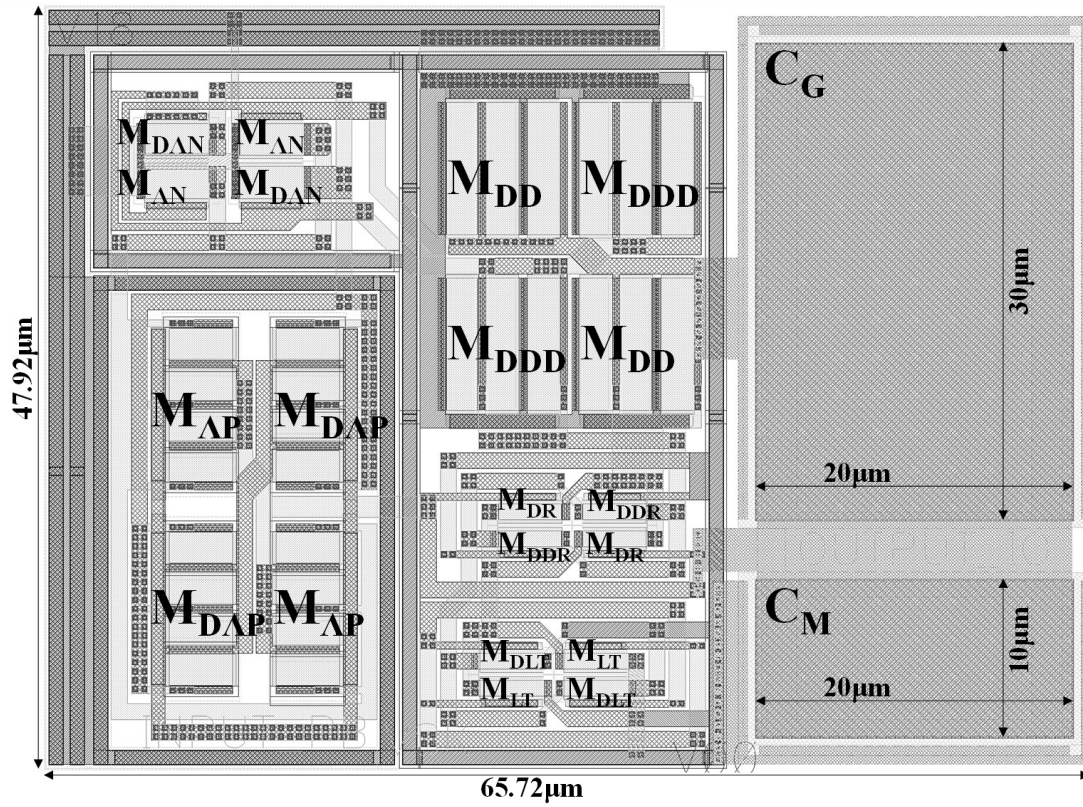 C_G
M_DAN M_AN
M_AN M_DAN
M_DD M_DDD
30μm
M_DDD M_DD
47.92μm
M_AP M_DAP
20μm
M_DR M_DDR
M_DDR M_DR
C_M
M_DAP M_AP
10μm
M_DLT M_LT
M_LT M_DLT
20μm
INPUT
65.72μm